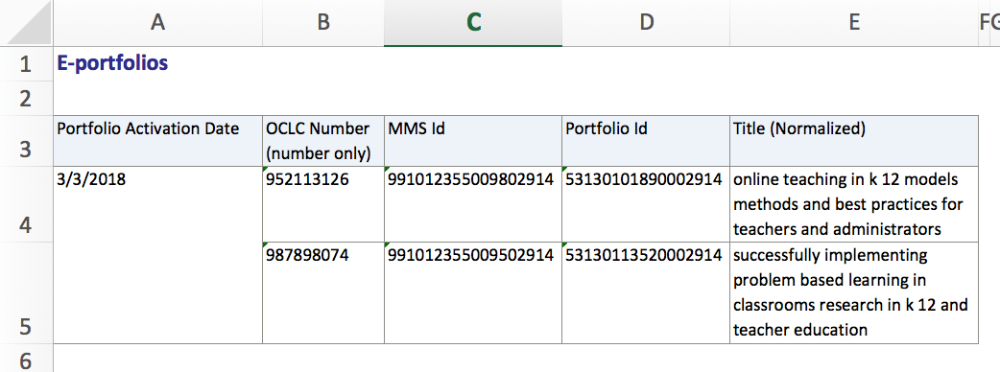 A B C D E F G
1 E-portfolios
2
3 Portfolio Activation Date OCLC Number MMS Id Portfolio Id Title (Normalized)
(number only)
4 3/3/2018 952113126 991012355009802914 53130101890002914 online teaching in k 12 models
methods and best practices for
teachers and administrators
5 987898074 991012355009502914 53130113520002914 successfully implementing
problem based learning in
classrooms research in k 12 and
teacher education
6